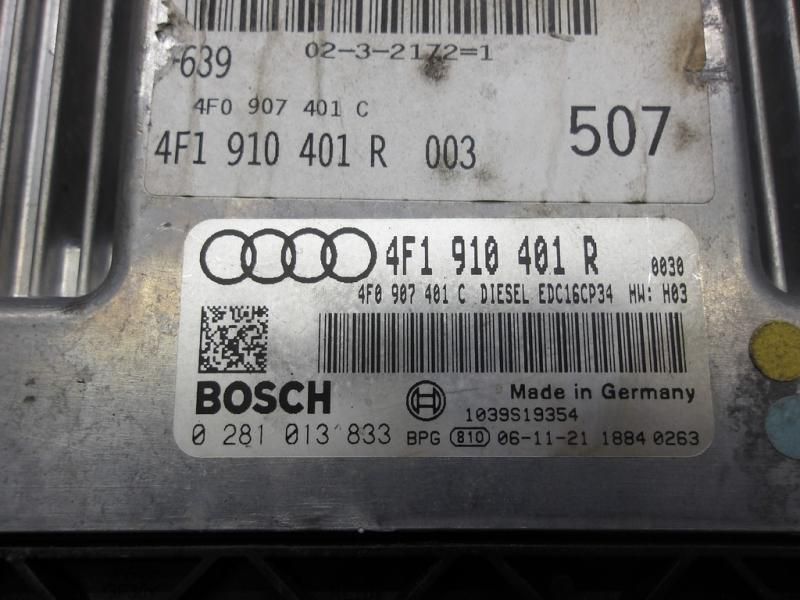 02-3-2172=1
-639
4F0 907 401 C
4F1 910 401 R 003
507
4F1 910 401 R 0030
4F0 907 401 C DIESEL EDC16CP34 HW: H03
BOSCH
Made in Germany
1039S19354
0 281 013 833 BPG 810 06-11-21 1884 0263